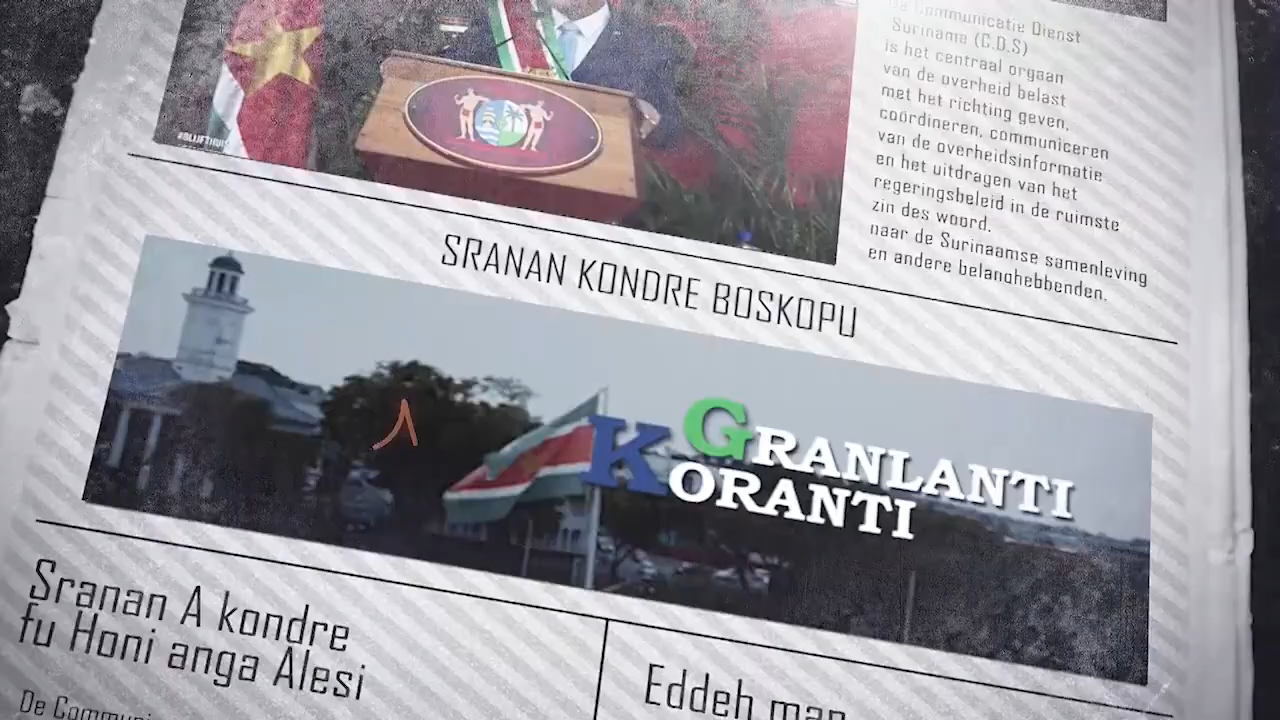 Communicatie Dienst
Suriname (C.D.S)
is het centraal orgaan
van de overheid belast
met het richting geven,
coördineren, communiceren
van de overheidsinformatie
en het uitdragen van het
regeringsbeleid in de ruimste
zin des woord.
naar de Surinaamse samenleving
en andere belanghebbenden.
SRANAN KONDRE BOSKOPU
GRANLANTI
KORANTI
Sranan A kondre
fu Honi anga Alesi
De
Eddeh man